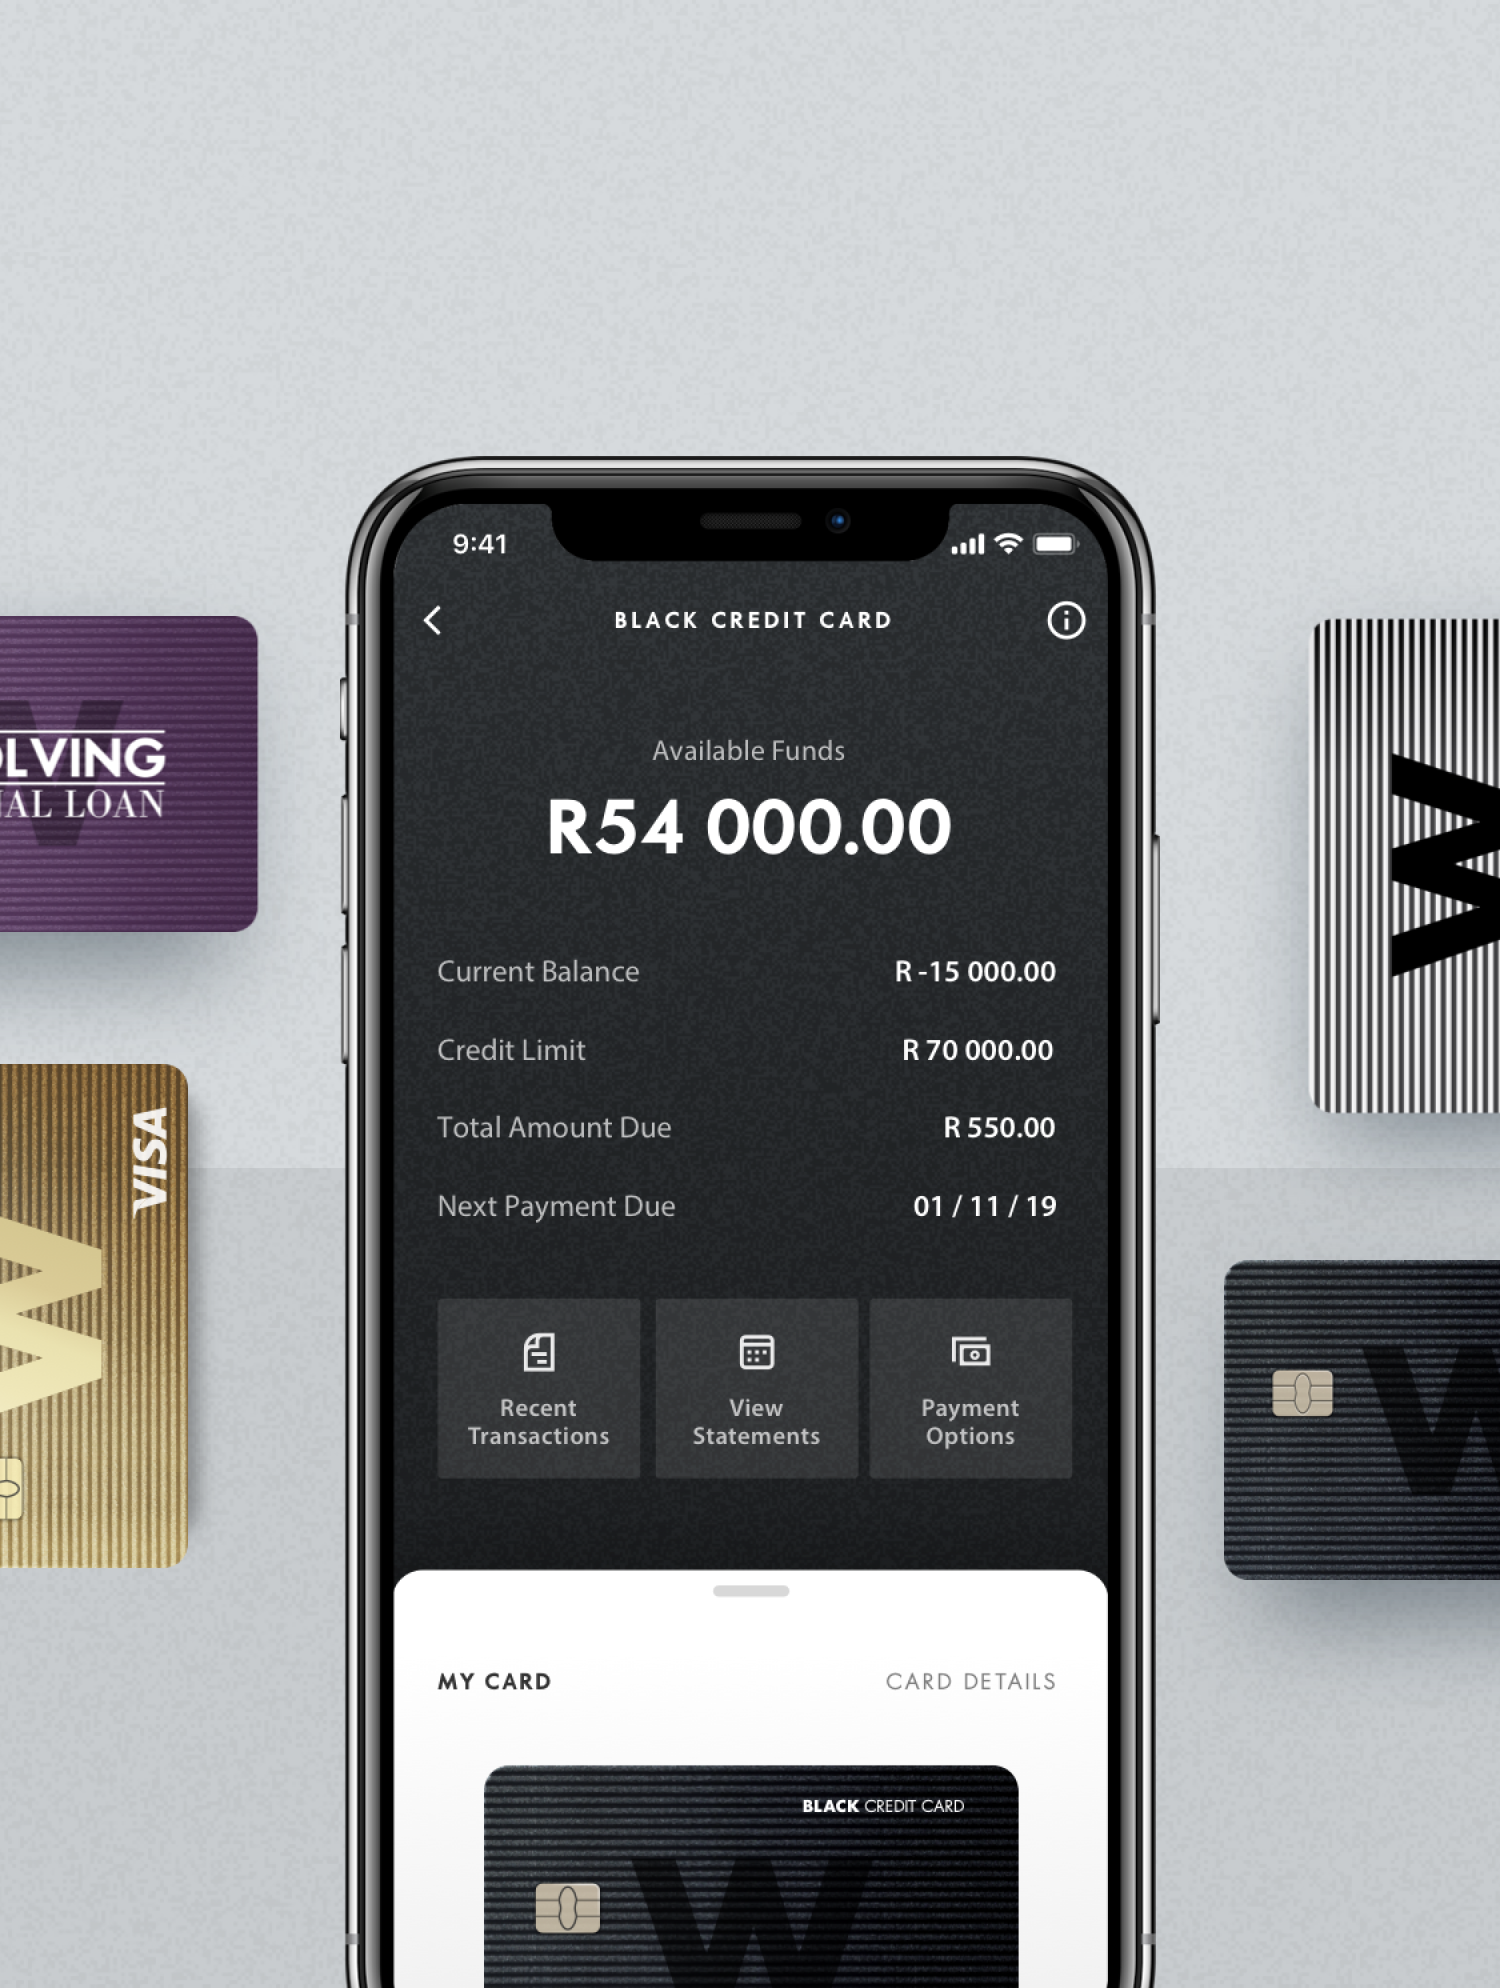 9:41
BLACK CREDIT CARD
Available Funds
R54 000.00
Current Balance
R -15 000.00
Credit Limit
R 70 000.00
Total Amount Due
R 550.00
Next Payment Due
01 / 11 / 19
Recent
Transactions
View
Statements
Payment
Options
MY CARD
CARD DETAILS
BLACK CREDIT CARD
W
OLVING
NAL LOAN
VISA
W
W
W